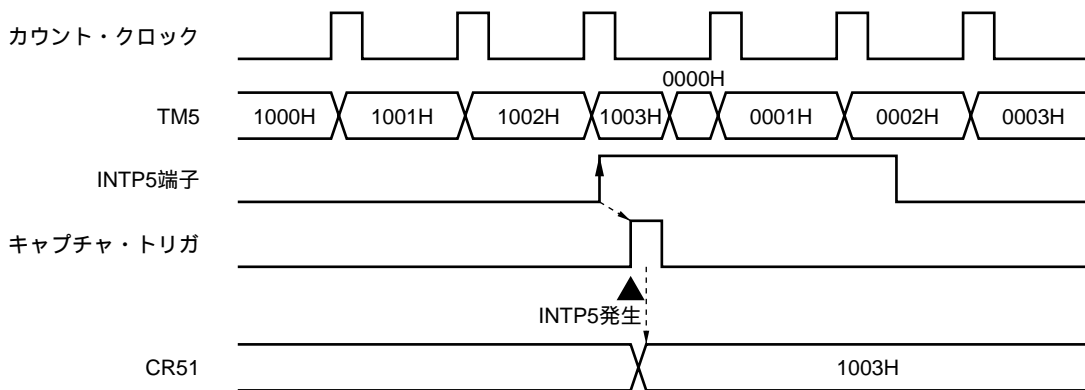 カウント・クロック
0000H
TM5 1000H 1001H 1002H 1003H 0001H 0002H 0003H
INTP5端子
キャプチャ・トリガ
INTP5発生
CR51 1003H